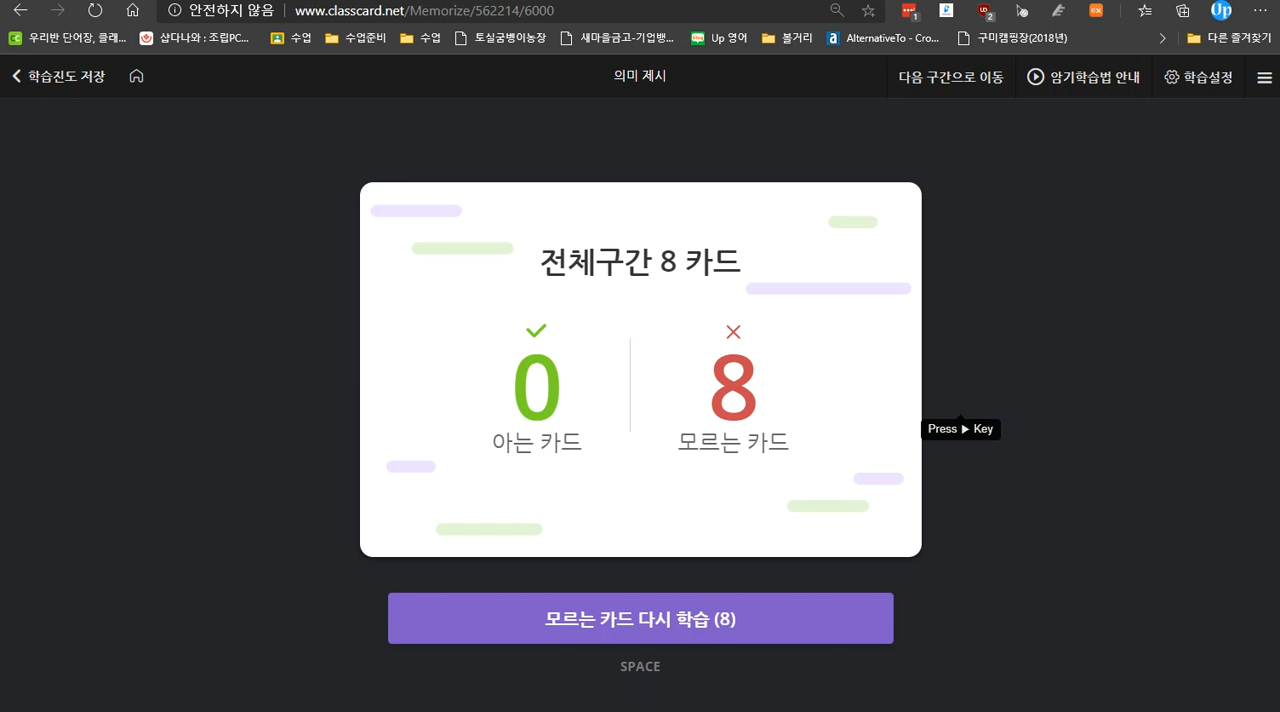 안전하지 않음 www.classcard.net/Memorize/562214/6000
우리반 단어장, 클래... 샵다나와 : 조립PC... 수업 수업준비 수업 토실굼벵이농장 새마을금고-기업뱅... Up 영어 볼거리 AlternativeTo - Cro... 구미캠핑장(2018년) 다른 즐겨찾기
학습진도 저장 의미 제시 다음 구간으로 이동 암기학습법 안내 학습설정
전체구간 8 카드
0 8
아는 카드 모르는 카드
Press ▶ Key
모르는 카드 다시 학습 (8)
SPACE